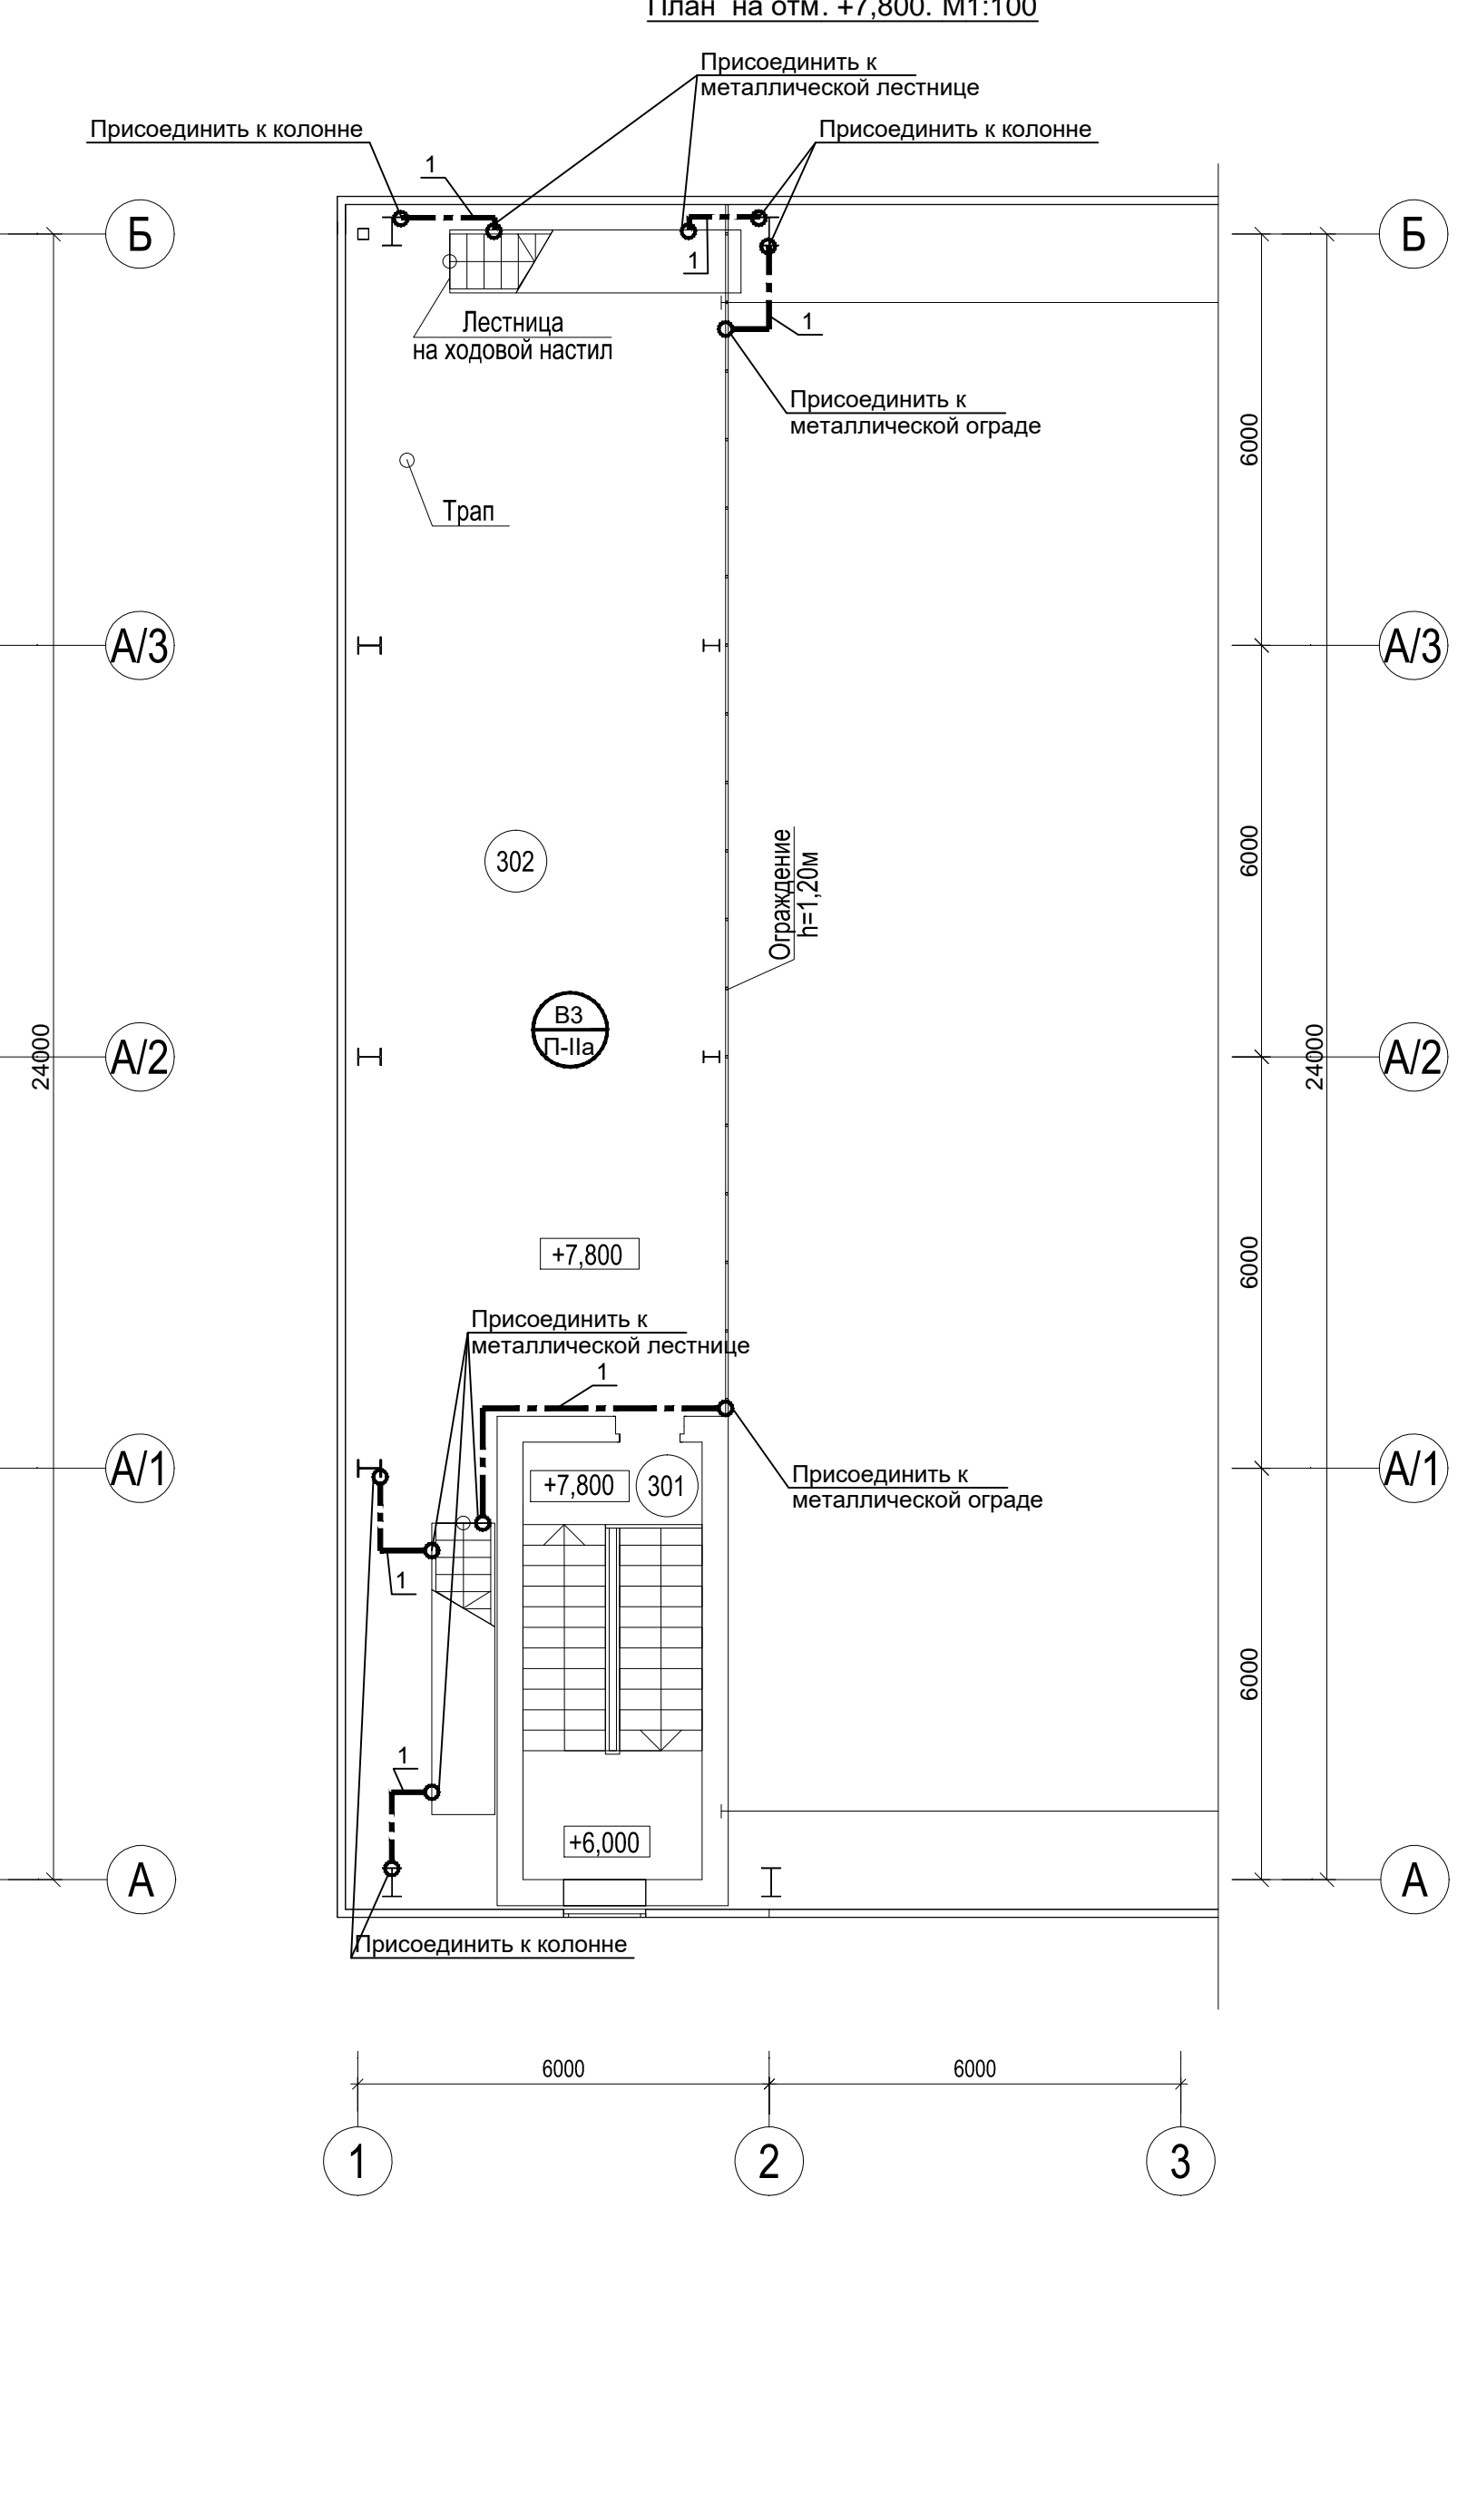 План на отм. +7,800. М1:100
Присоединить к
металлической лестнице
Присоединить к колонне
Присоединить к колонне
1
Б
Б
1
1
Лестница
на ходовой настил
Присоединить к
металлической ограде
6000
Трап
А/3
А/3
302
Ограждение
h=1,20м
6000
В3
П-IIа
24000
А/2
А/2
24000
+7,800
6000
Присоединить к
металлической лестнице
1
А/1
А/1
+7,800
301
Присоединить к
металлической ограде
1
6000
1
+6,000
А
А
Присоединить к колонне
6000
6000
1
2
3